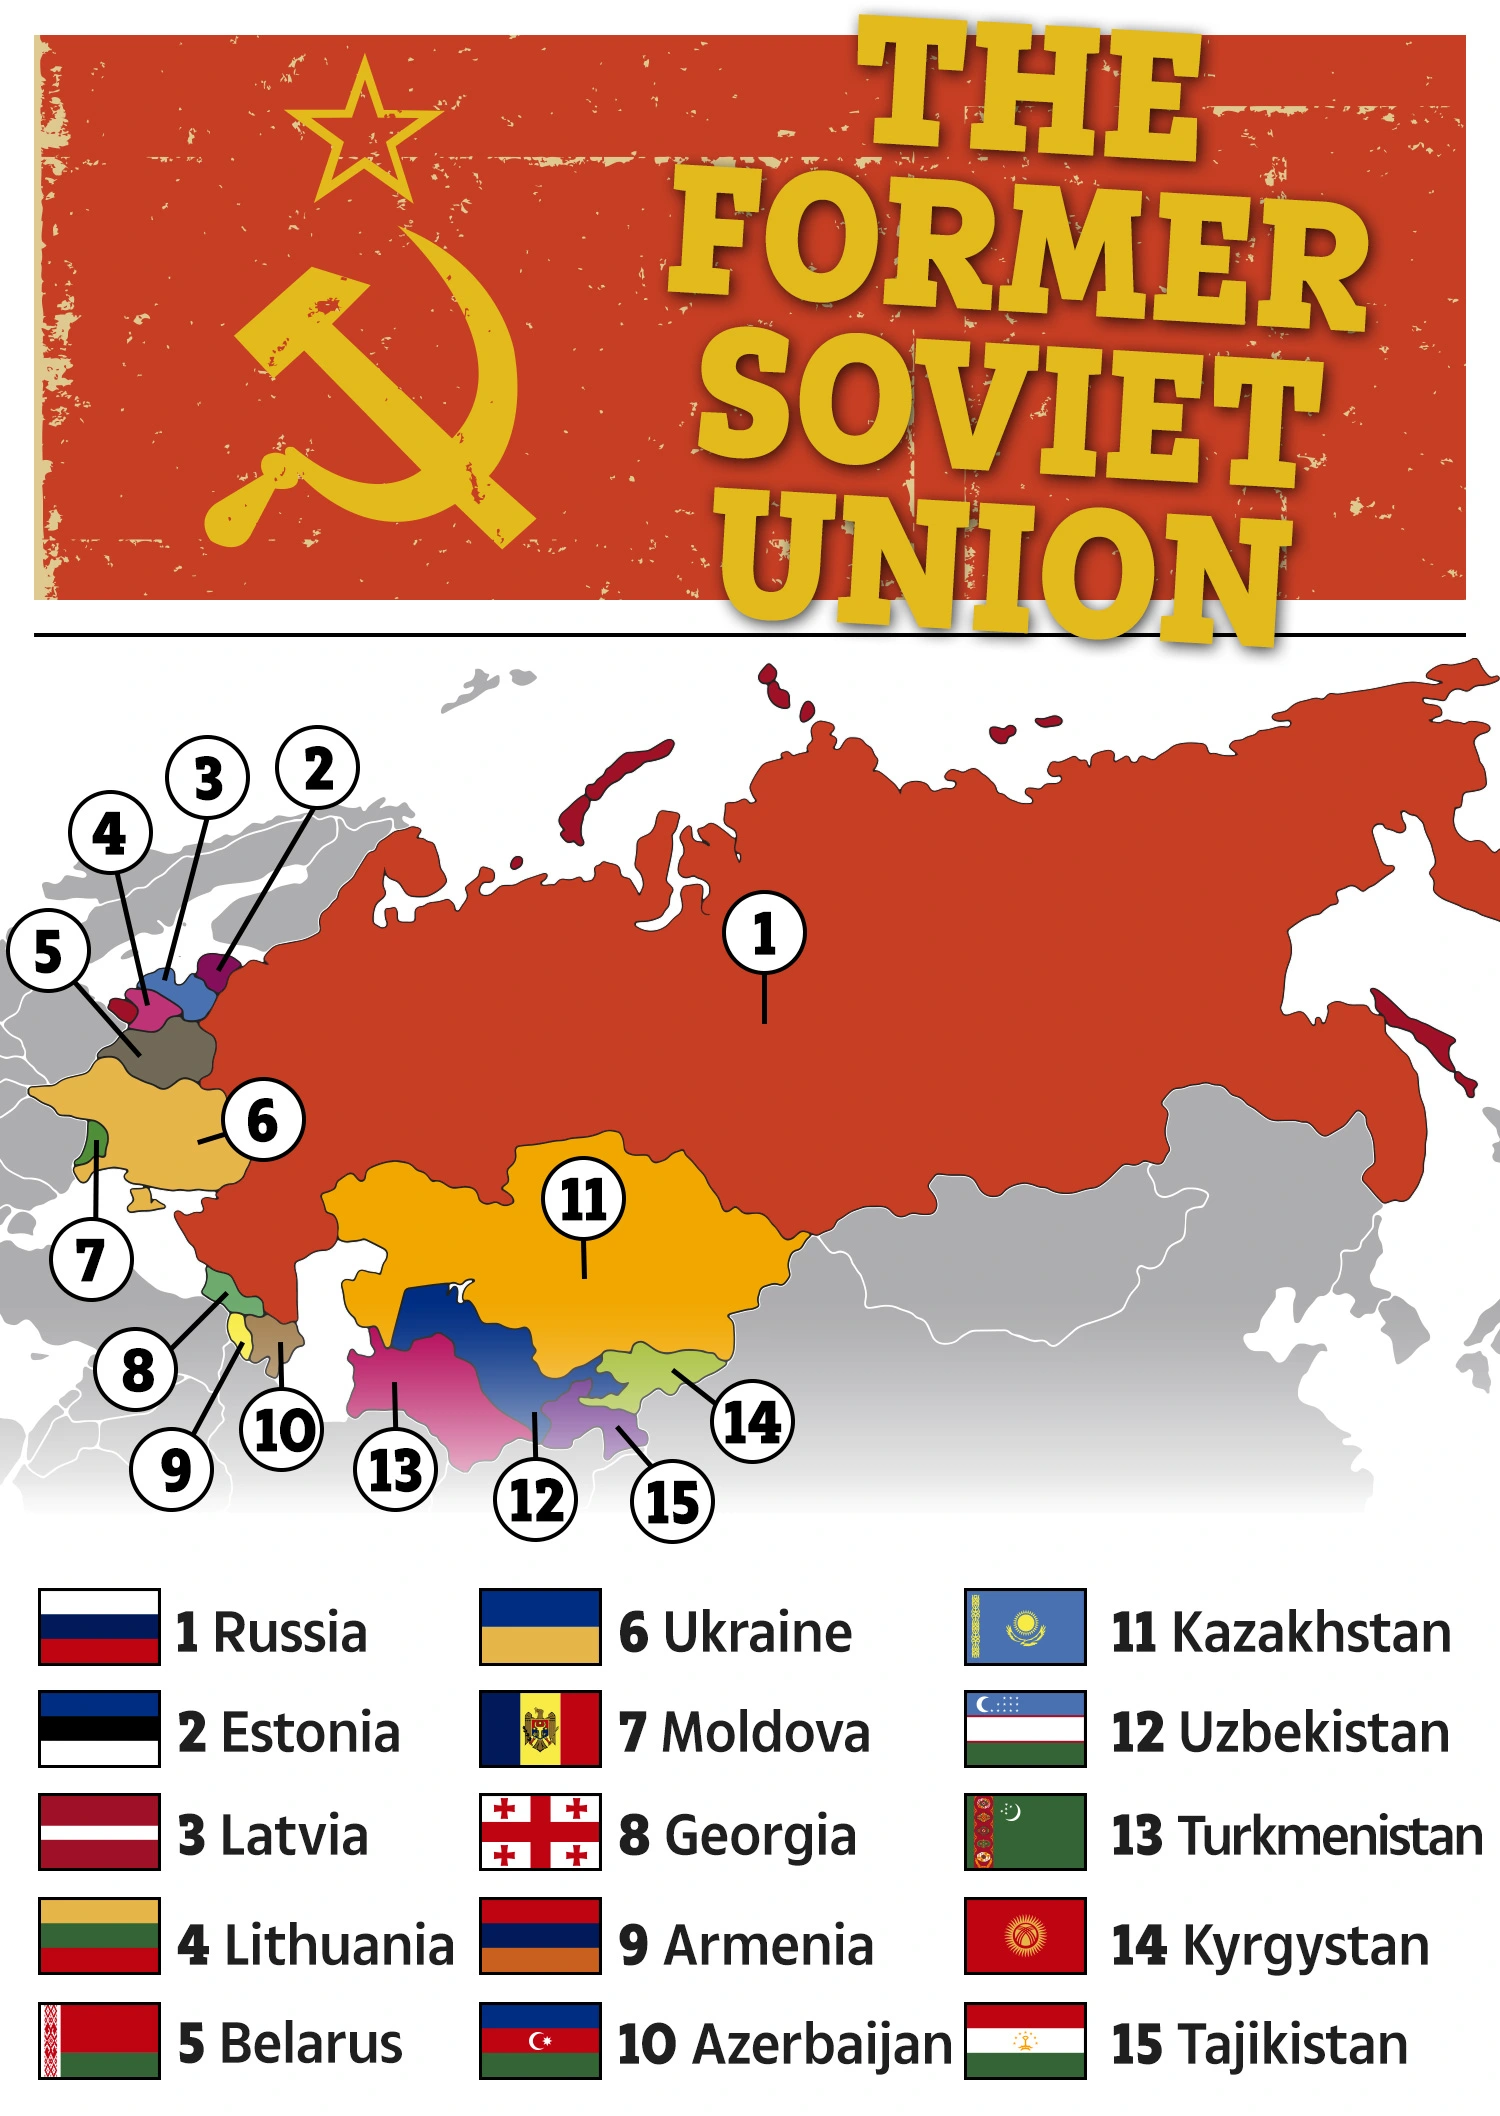 THE
FORMER
SOVIET
UNION
3
2
4
5
1
6
11
7
8
10
14
9
13
12
15
1 Russia
2 Estonia
3 Latvia
4 Lithuania
5 Belarus
6 Ukraine
7 Moldova
8 Georgia
9 Armenia
10 Azerbaijan
11 Kazakhstan
12 Uzbekistan
13 Turkmenistan
14 Kyrgystan
15 Tajikistan